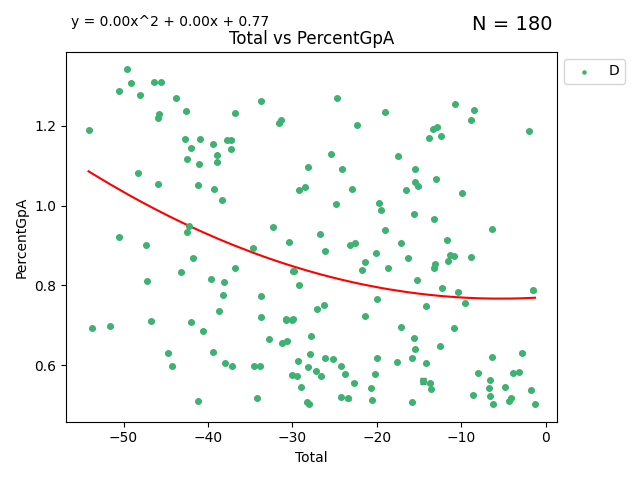 y = 0.00x^2 + 0.00x + 0.77
N = 180
Total vs PercentGpA
D
PercentGpA
1.2
1.0
0.8
0.6
−50
−40
−30
−20
−10
0
Total